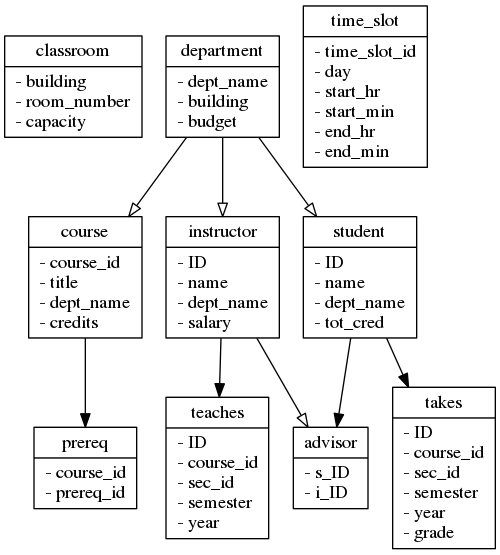 classroom
- building
- room_number
- capacity
department
- dept_name
- building
- budget
time_slot
- time_slot_id
- day
- start_hr
- start_min
- end_hr
- end_min
course
- course_id
- title
- dept_name
- credits
instructor
- ID
- name
- dept_name
- salary
student
- ID
- name
- dept_name
- tot_cred
prereq
- course_id
- prereq_id
teaches
- ID
- course_id
- sec_id
- semester
- year
advisor
- s_ID
- i_ID
takes
- ID
- course_id
- sec_id
- semester
- year
- grade